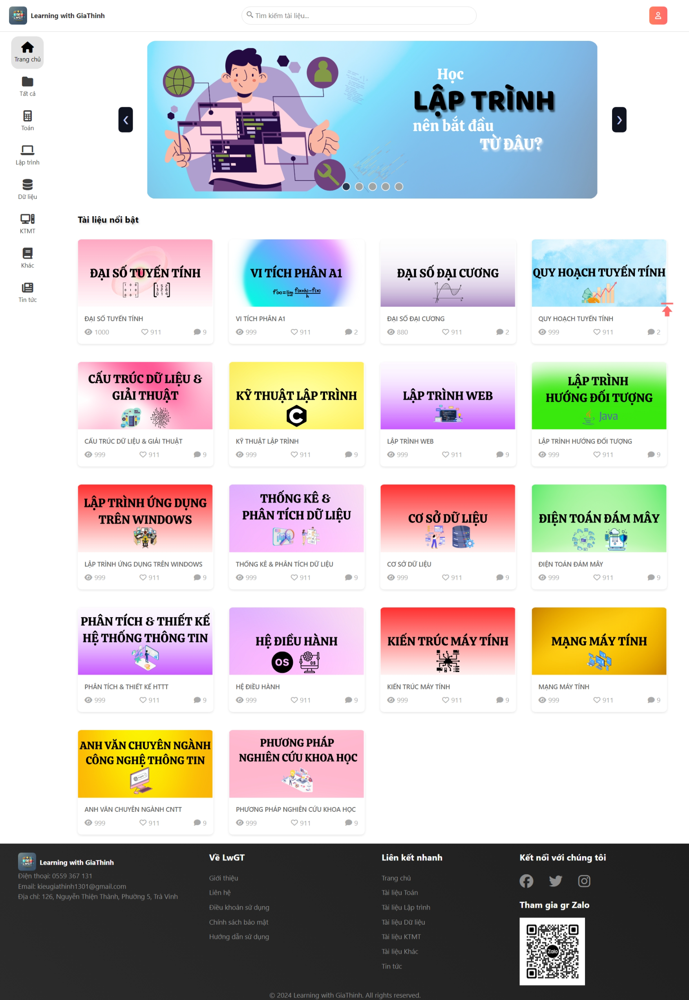 Learning with GiaThinh
Tìm kiếm tài liệu...
Trang chủ
Tất cả
Toán
Lập trình
Dữ liệu
KTMT
Khác
Tin tức
Học
LẬP TRÌNH
nên bắt đầu
TỪ ĐÂU?
Tài liệu nổi bật
ĐẠI SỐ TUYẾN TÍNH
ĐẠI SỐ TUYẾN TÍNH
1000 911 9
VI TÍCH PHÂN A1
VI TÍCH PHÂN A1
999 911 2
ĐẠI SỐ ĐẠI CƯƠNG
ĐẠI SỐ ĐẠI CƯƠNG
880 911 2
QUY HOẠCH TUYẾN TÍNH
QUY HOẠCH TUYẾN TÍNH
999 911 2
CẤU TRÚC DỮ LIỆU &
GIẢI THUẬT
CẤU TRÚC DỮ LIỆU & GIẢI THUẬT
999 911 9
KỸ THUẬT LẬP TRÌNH
C
KỸ THUẬT LẬP TRÌNH
999 911 9
LẬP TRÌNH WEB
LẬP TRÌNH WEB
999 911 9
LẬP TRÌNH
HƯỚNG ĐỐI TƯỢNG
Java
LẬP TRÌNH HƯỚNG ĐỐI TƯỢNG
999 911 9
LẬP TRÌNH ỨNG DỤNG
TRÊN WINDOWS
LẬP TRÌNH ỨNG DỤNG TRÊN WINDOWS
999 911 9
THỐNG KÊ &
PHÂN TÍCH DỮ LIỆU
THỐNG KÊ & PHÂN TÍCH DỮ LIỆU
999 911 9
CƠ SỞ DỮ LIỆU
CƠ SỞ DỮ LIỆU
999 911 9
ĐIỆN TOÁN ĐÁM MÂY
ĐIỆN TOÁN ĐÁM MÂY
999 911 9
PHÂN TÍCH & THIẾT KẾ
HỆ THỐNG THÔNG TIN
PHÂN TÍCH & THIẾT KẾ HTTT
999 911 9
HỆ ĐIỀU HÀNH
OS OS
HỆ ĐIỀU HÀNH
999 911 9
KIẾN TRÚC MÁY TÍNH
KIẾN TRÚC MÁY TÍNH
999 911 9
MẠNG MÁY TÍNH
MẠNG MÁY TÍNH
999 911 9
ANH VĂN CHUYÊN NGÀNH
CÔNG NGHỆ THÔNG TIN
ANH VĂN CHUYÊN NGÀNH CNTT
999 911 9
PHƯƠNG PHÁP
NGHIÊN CỨU KHOA HỌC
PHƯƠNG PHÁP NGHIÊN CỨU KHOA HỌC
999 911 9
Learning with GiaThinh
Điện thoại: 0559 367 131
Email: kieugiathinh1301@gmail.com
Địa chỉ: 126, Nguyễn Thiện Thành, Phường 5, Trà Vinh
Về LwGT
Giới thiệu
Liên hệ
Điều khoản sử dụng
Chính sách bảo mật
Hướng dẫn sử dụng
Liên kết nhanh
Trang chủ
Tài liệu Toán
Tài liệu Lập trình
Tài liệu Dữ liệu
Tài liệu KTMT
Tài liệu Khác
Tin tức
Kết nối với chúng tôi
Tham gia gr Zalo
Zalo
© 2024 Learning with GiaThinh. All rights reserved.